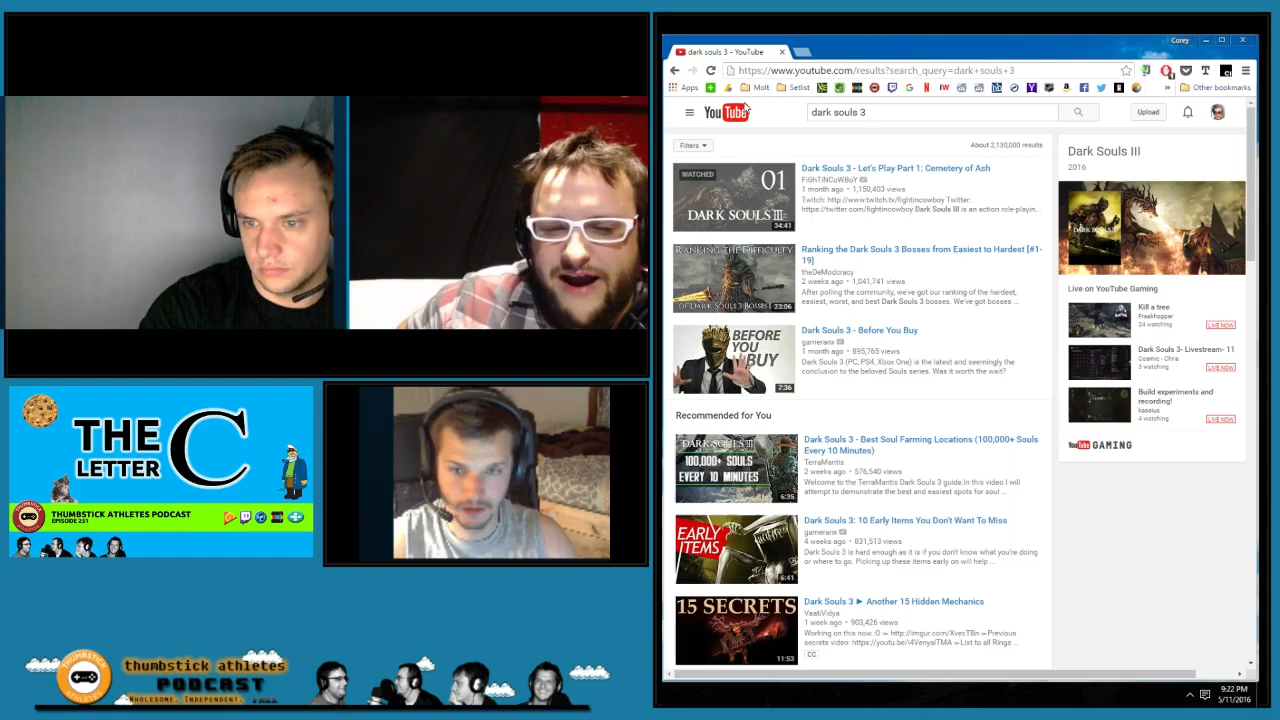 THE
LETTER
C
THUMBSTICK ATHLETES PODCAST
EPISODE 251
THUMBSTICK
ATHLETES
thumbstick athletes
PODCAST
WHOLESOME. INDEPENDENT.
Corey
dark souls 3 - YouTube
https://www.youtube.com/results?search_query=dark+souls+3
Apps
Molt
Setlist
Other bookmarks
YouTube
dark souls 3
Upload
Filters
About 2,130,000 results
WATCHED
01
DARK SOULS III
34:41
Dark Souls 3 - Let's Play Part 1: Cemetery of Ash
FiGhTiNCoWBoY
1 month ago • 1,150,403 views
Twitch: http://www.twitch.tv/fightincowboy Twitter:
https://twitter.com/fightincowboy Dark Souls III is an action role-playin...
RANKING THE DIFFICULTY
OF DARK SOULS 3 BOSSES
23:06
Ranking the Dark Souls 3 Bosses from Easiest to Hardest [#1-
19]
theDeModcracy
2 weeks ago • 1,041,741 views
After polling the community, we've got our ranking of the hardest,
easiest, worst, and best Dark Souls 3 bosses. We've got bosses ...
BEFORE
YOU
BUY
7:36
Dark Souls 3 - Before You Buy
gameranx
1 month ago • 895,765 views
Dark Souls 3 (PC, PS4, Xbox One) is the latest and seemingly the
conclusion to the beloved Souls series. Was it worth the wait?
Recommended for You
DARK SOULS III
100,000+ SOULS
EVERY 10 MINUTES
6:35
Dark Souls 3 - Best Soul Farming Locations (100,000+ Souls
Every 10 Minutes)
TerraMantis
2 weeks ago • 576,540 views
Welcome to the TerraMantis Dark Souls 3 guide.In this video I will
attempt to demonstrate the best and easiest spots for soul ...
EARLY
ITEMS
6:41
Dark Souls 3: 10 Early Items You Don't Want To Miss
gameranx
4 weeks ago • 831,513 views
Dark Souls 3 is hard enough as it is if you don't know what you're doing
or where to go. Picking up these items early on will help ...
15 SECRETS
11:53
Dark Souls 3 ► Another 15 Hidden Mechanics
VaatiVidya
1 week ago • 903,426 views
Working on this now :O ➣ http://imgur.com/XvecTBn ➣Previous
secrets video: https://youtu.be/i4VenyalTMA ➣List to all Rings ...
CC
Dark Souls III
2016
Live on YouTube Gaming
Kill a tree
Freakhopper
24 watching
LIVE NOW
Dark Souls 3- Livestream- 11
Cosmic - Chris
3 watching
LIVE NOW
Build experiments and
recording!
kaseius
4 watching
LIVE NOW
YouTube GAMING
9:22 PM
5/11/2016